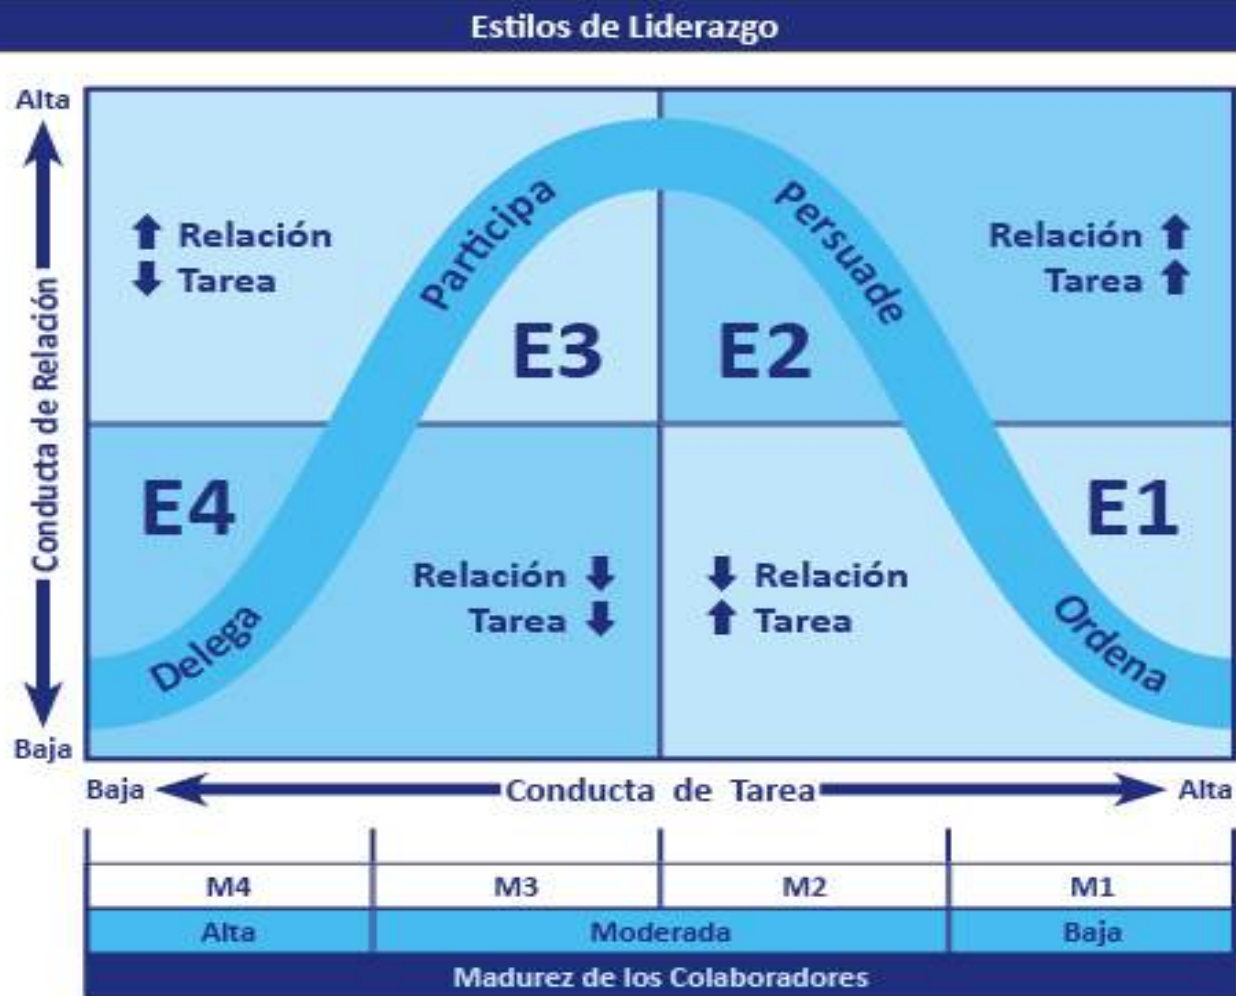 Estilos de Liderazgo
Alta
Conducta de Relación
Baja
Relación
Tarea
Participa
E3
Persuade
E2
Relación
Tarea
E4
Delega
Relación
Tarea
Relación
Tarea
E1
Ordena
Baja
Conducta de Tarea
Alta
M4
M3
M2
M1
Alta
Moderada
Baja
Madurez de los Colaboradores